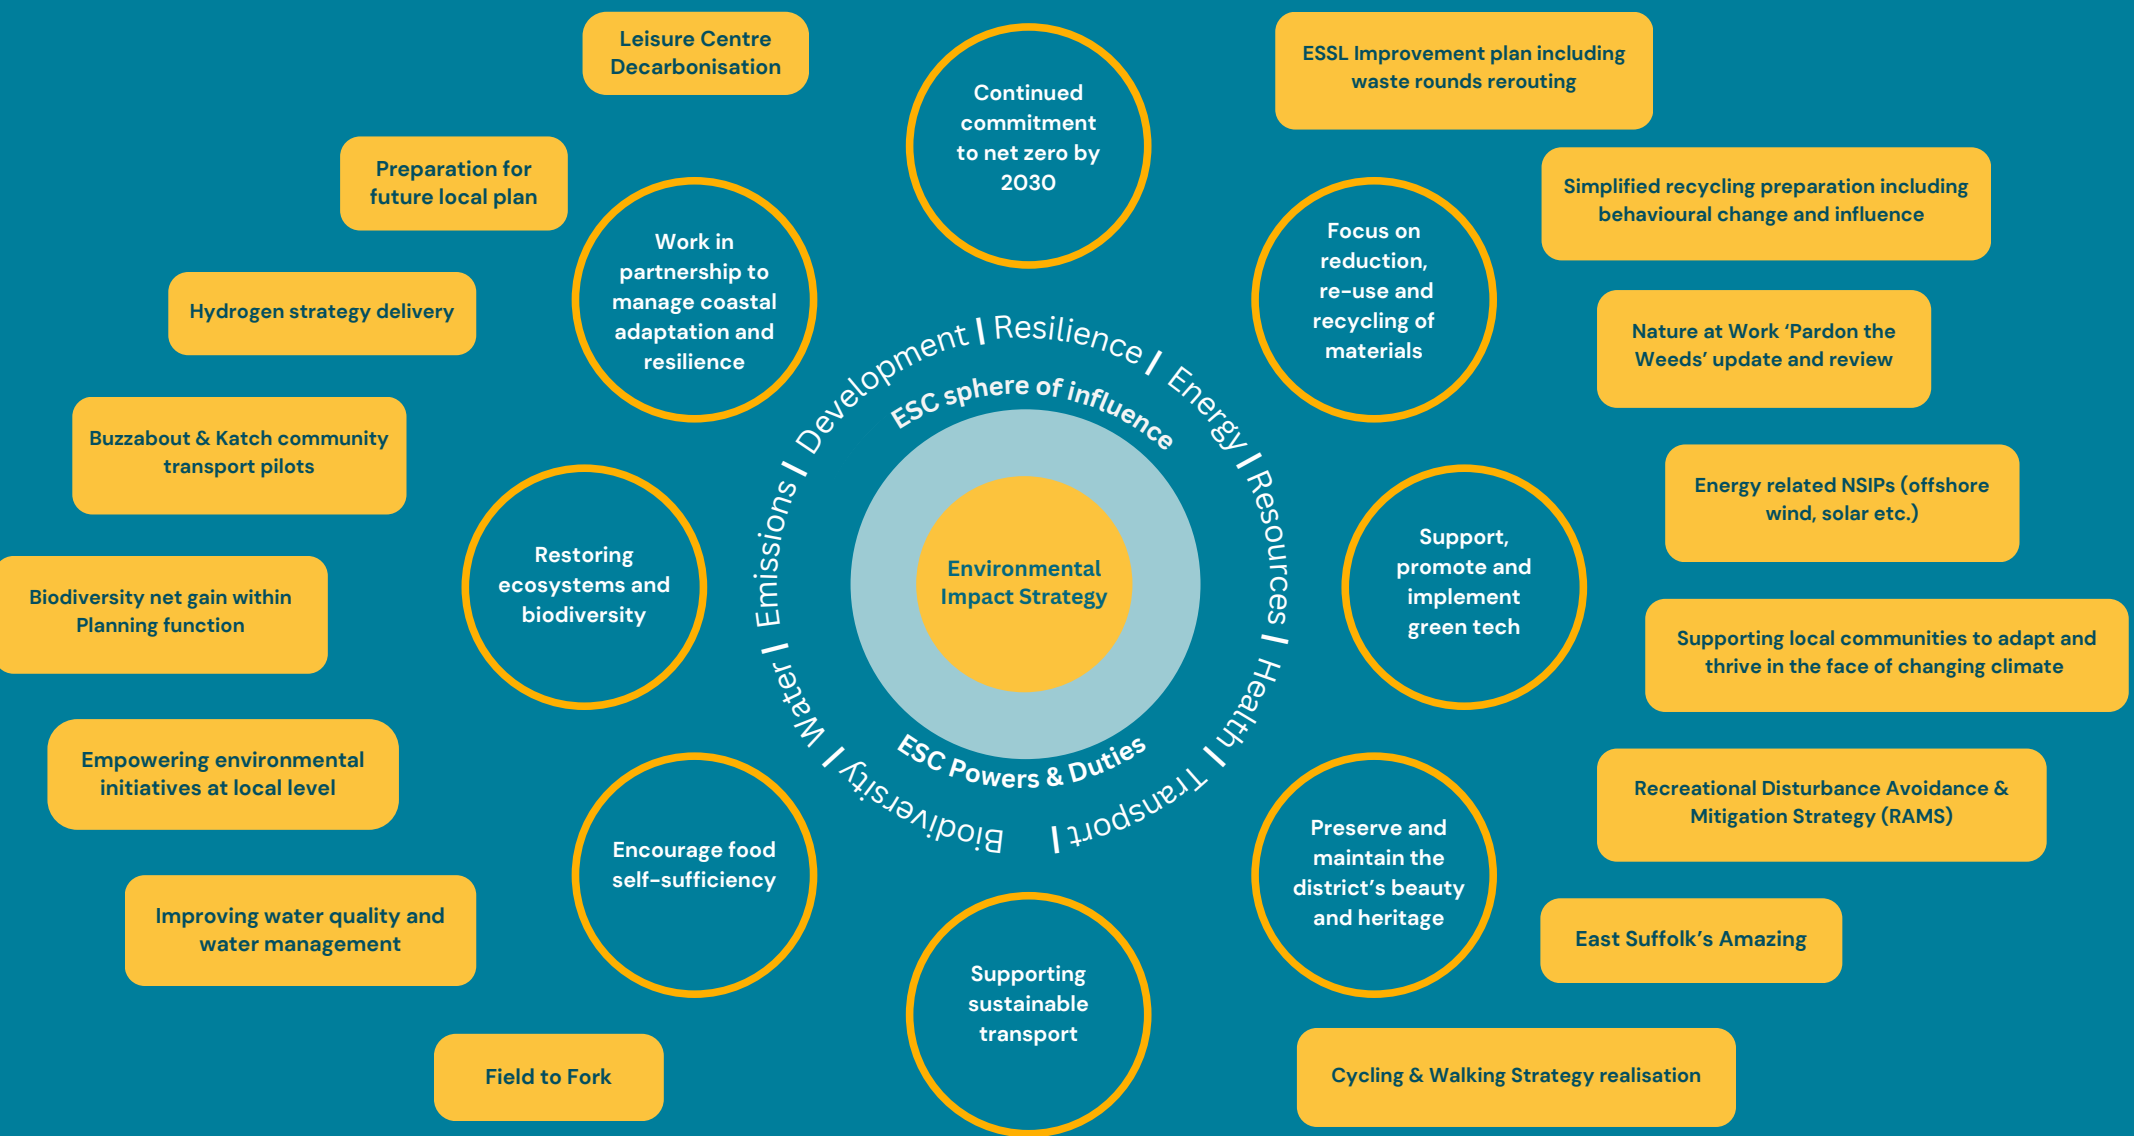 Leisure Centre
Decarbonisation
Continued
commitment
to net zero by
2030
ESSL Improvement plan including
waste rounds rerouting
Preparation for
future local plan
Work in
partnership to
manage coastal
adaptation and
resilience
Focus on
reduction,
re-use and
recycling of
materials
Simplified recycling preparation including
behavioural change and influence
Hydrogen strategy delivery
Nature at Work ‘Pardon the
Weeds’ update and review
Buzzabout & Katch community
transport pilots
Energy related NSIPs (offshore
wind, solar etc.)
Biodiversity | Water | Emissions | Development | Resilience | Energy | Resources | Health | Transport |
ESC sphere of influence
Environmental
Impact Strategy
ESC Powers & Duties
Restoring
ecosystems and
biodiversity
Support,
promote and
implement
green tech
Biodiversity net gain within
Planning function
Supporting local communities to adapt and
thrive in the face of changing climate
Empowering environmental
initiatives at local level
Recreational Disturbance Avoidance &
Mitigation Strategy (RAMS)
Encourage food
self-sufficiency
Preserve and
maintain the
district’s beauty
and heritage
Improving water quality and
water management
East Suffolk’s Amazing
Supporting
sustainable
transport
Field to Fork
Cycling & Walking Strategy realisation